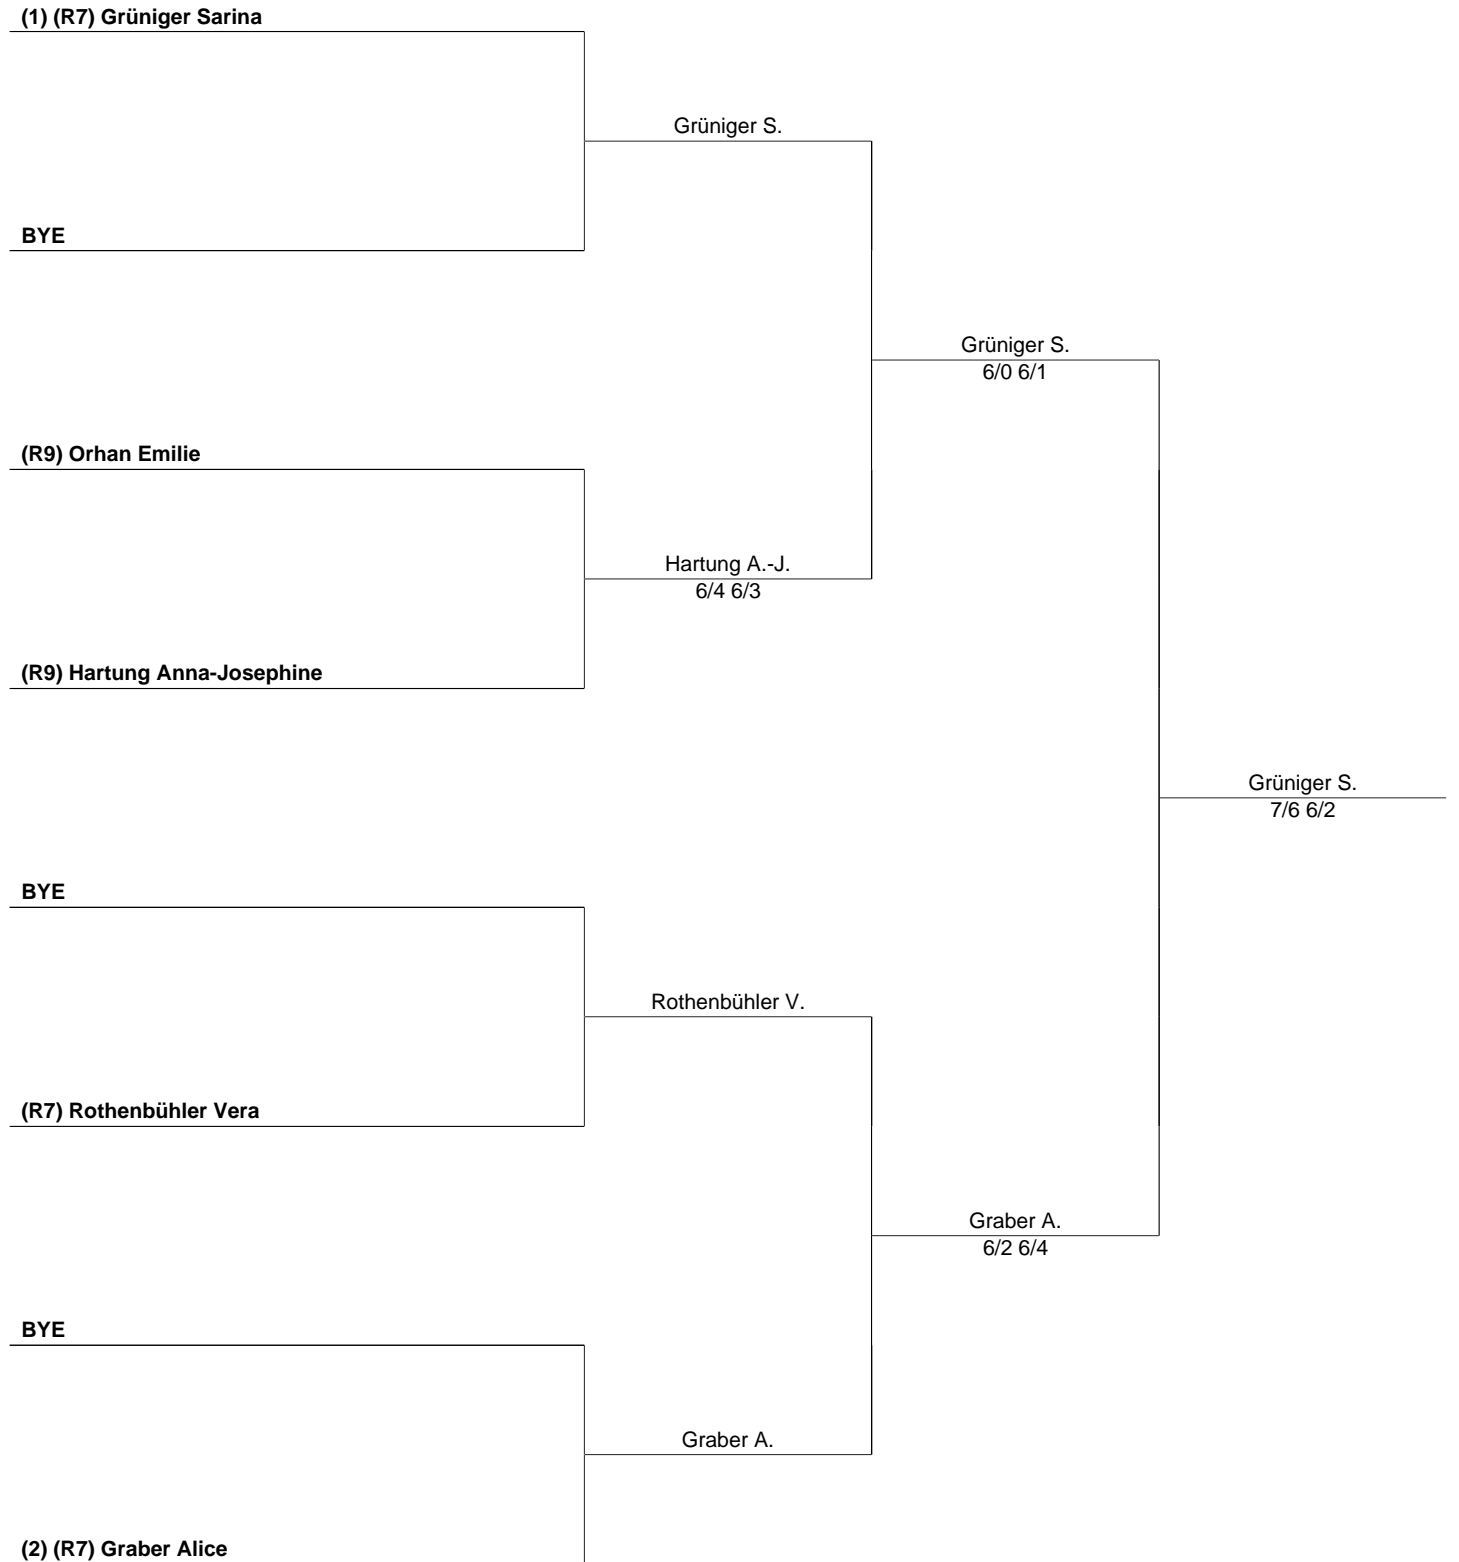 (1) (R7) Grüniger Sarina
Grüniger S.
BYE
Grüniger S.
6/0 6/1
(R9) Orhan Emilie
Hartung A.-J.
6/4 6/3
(R9) Hartung Anna-Josephine
Grüniger S.
7/6 6/2
BYE
Rothenbühler V.
(R7) Rothenbühler Vera
Graber A.
6/2 6/4
BYE
Graber A.
(2) (R7) Graber Alice